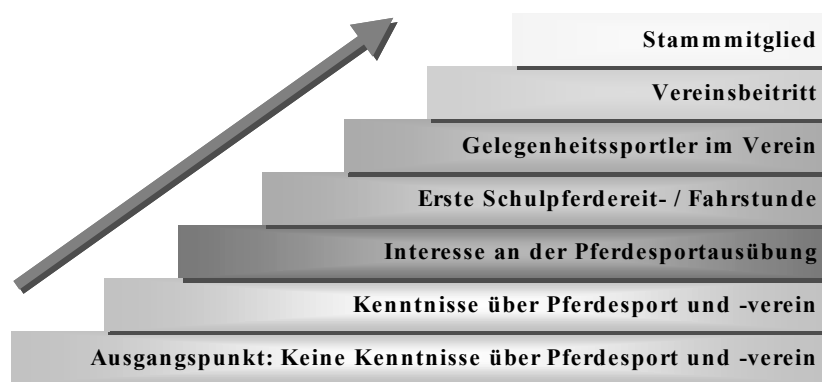 Stammmitglied
Vereinsbeitritt
Gelegenheitssportler im Verein
Erste Schulpferdereit- / Fahrstunde
Interesse an der Pferdesportausübung
Kenntnisse über Pferdesport und -verein
Ausgangspunkt: Keine Kenntnisse über Pferdesport und -verein